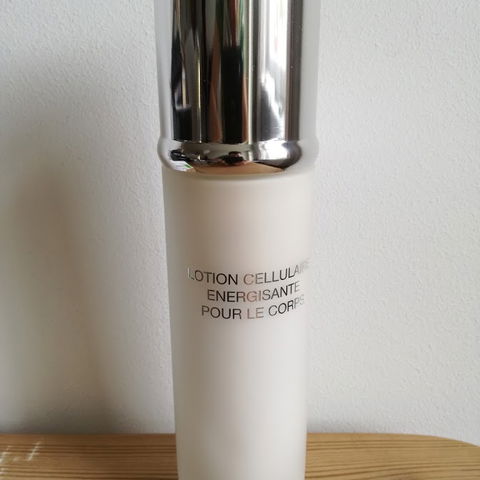 LOTION CELLULAIRE
ENERGISANTE
POUR LE CORPS